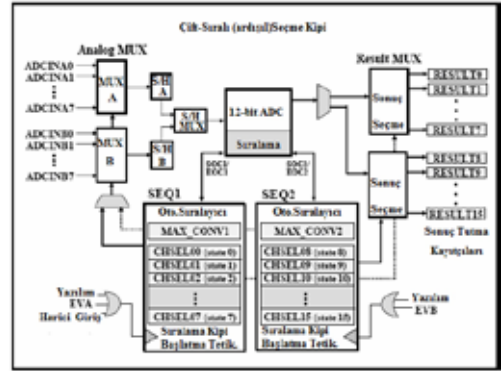 Çift-Sıralı (ardışıl)Seçme Kipi
Analog MUX
Result MUX
ADCINA0
ADCINA1
ADCINA7
MUX
A
S/H
A
ADCINB0
ADCINB1
ADCINB7
MUX
B
S/H
B
S/H
MUX
12-bit ADC
Sıralama
Sonuç
Seçme
RESULT0
RESULT1
RESULT7
Sonuç
Seçme
RESULT8
RESULT9
RESULT15
Sonuç Tutma
Kayıtçıları
SOC1/
EOC1
SOC2/
EOC2
SEQ1
SEQ2
Oto.Sıralayıcı
MAX_CONV1
CHSEL00 (state 0)
CHSEL01 (state 1)
CHSEL02 (state 2)
CHSEL07 (state 7)
Sıralama Kipi
Başlatma Tetik.
Oto.Sıralayıcı
MAX_CONV2
CHSEL08 (state 8)
CHSEL09 (state 9)
CHSEL10 (state 10)
CHSEL15 (state 15)
Sıralama Kipi
Başlatma Tetik.
Yazılım
EVA
Harici Giriş
Yazılım
EVB